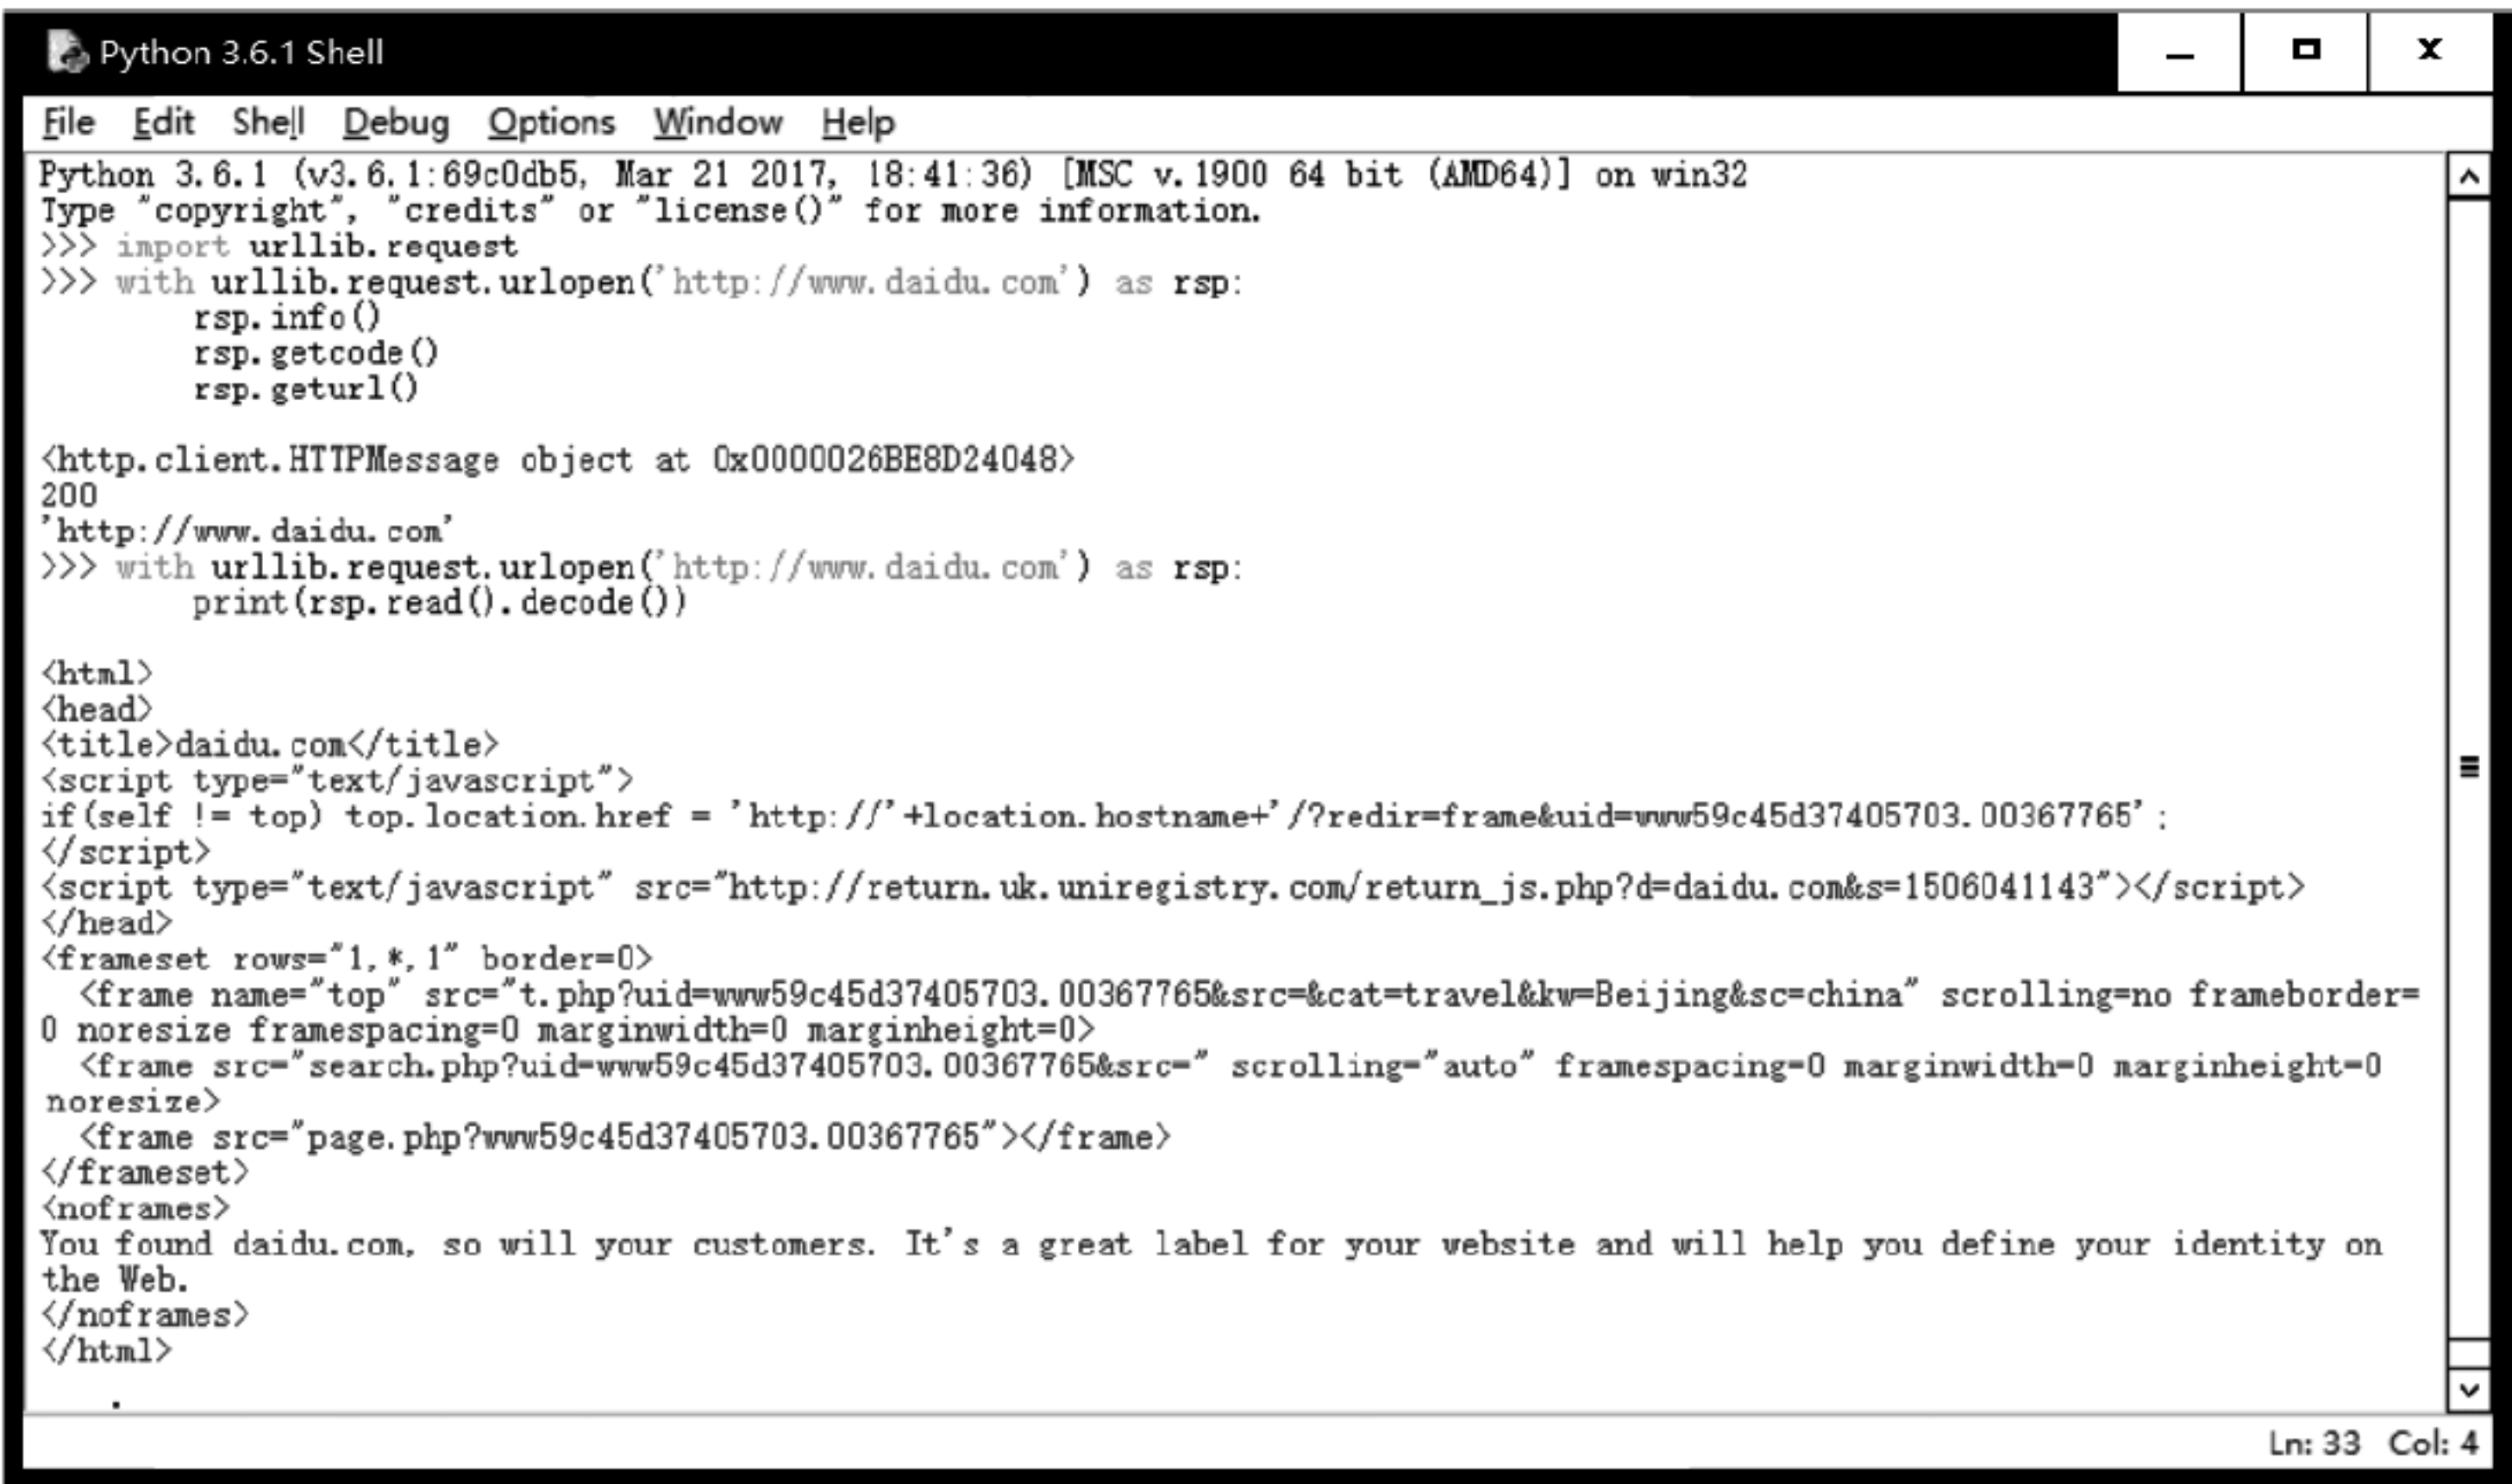 Python 3.6.1 Shell
File Edit Shell Debug Options Window Help
Python 3.6.1 (v3.6.1:69c0db5, Mar 21 2017, 18:41:36) [MSC v.1900 64 bit (AMD64)] on win32
Type "copyright", "credits" or "license()" for more information.
>>> import urllib.request
>>> with urllib.request.urlopen('http://www.daidu.com') as rsp:
        rsp.info()
        rsp.getcode()
        rsp.geturl()
<http.client.HTTPMessage object at 0x0000026BE8D24048>
200
'http://www.daidu.com'
>>> with urllib.request.urlopen('http://www.daidu.com') as rsp:
        print(rsp.read().decode())
<html>
<head>
<title>daidu.com</title>
<script type="text/javascript">
if(self != top) top.location.href = 'http://'+location.hostname+'/?redir=frame&uid=www59c45d37405703.00367765';
</script>
<script type="text/javascript" src="http://return.uk.uniregistry.com/return_js.php?d=daidu.com&s=1506041143"></script>
</head>
<frameset rows="1,*,1" border=0>
  <frame name="top" src="t.php?uid=www59c45d37405703.00367765&src=&cat=travel&kw=Beijing&sc=china" scrolling=no frameborder=
0 noresize framespacing=0 marginwidth=0 marginheight=0>
  <frame src="search.php?uid=www59c45d37405703.00367765&src=" scrolling="auto" framespacing=0 marginwidth=0 marginheight=0
noresize>
  <frame src="page.php?www59c45d37405703.00367765"></frame>
</frameset>
<noframes>
You found daidu.com, so will your customers. It's a great label for your website and will help you define your identity on
the Web.
</noframes>
</html>
Ln: 33 Col: 4